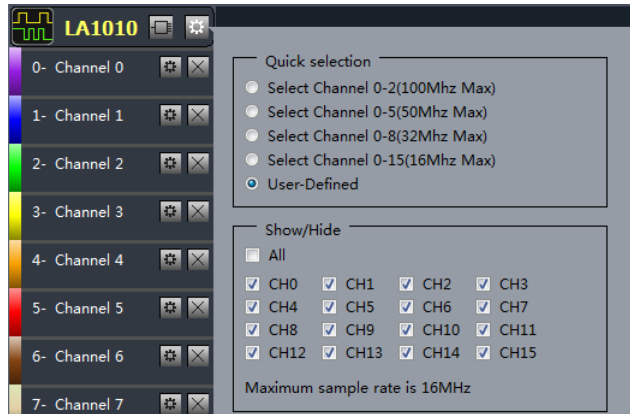 LA1010
0- Channel 0
1- Channel 1
2- Channel 2
3- Channel 3
4- Channel 4
5- Channel 5
6- Channel 6
7- Channel 7
Quick selection
Select Channel 0-2(100Mhz Max)
Select Channel 0-5(50Mhz Max)
Select Channel 0-8(32Mhz Max)
Select Channel 0-15(16Mhz Max)
User-Defined
Show/Hide
All
CH0 CH1 CH2 CH3
CH4 CH5 CH6 CH7
CH8 CH9 CH10 CH11
CH12 CH13 CH14 CH15
Maximum sample rate is 16MHz